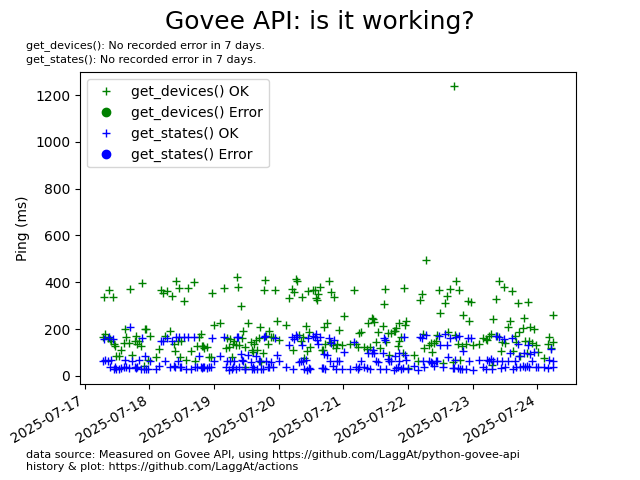 Govee API: is it working?
get_devices(): No recorded error in 7 days.
get_states(): No recorded error in 7 days.
get_devices() OK
get_devices() Error
get_states() OK
get_states() Error
Ping (ms)
1200
1000
800
600
400
200
0
2025-07-17
2025-07-18
2025-07-19
2025-07-20
2025-07-21
2025-07-22
2025-07-23
2025-07-24
data source: Measured on Govee API, using https://github.com/LaggAt/python-govee-api
history & plot: https://github.com/LaggAt/actions